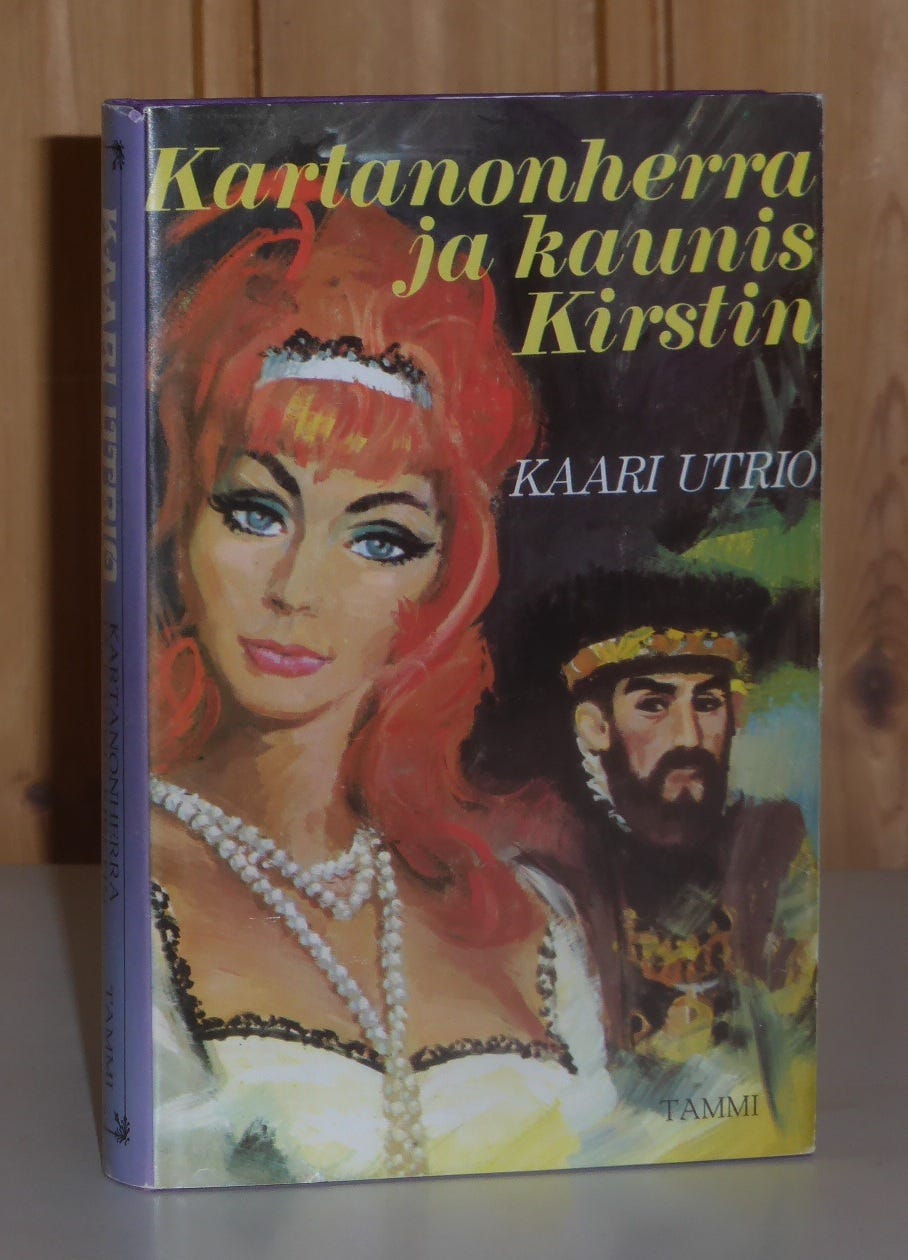 Kartanonherra
ja kaunis
Kirstin
KAARI UTRIO
TAMMI
KAARI UTRIO
KARTANONHERRA
TAMMI